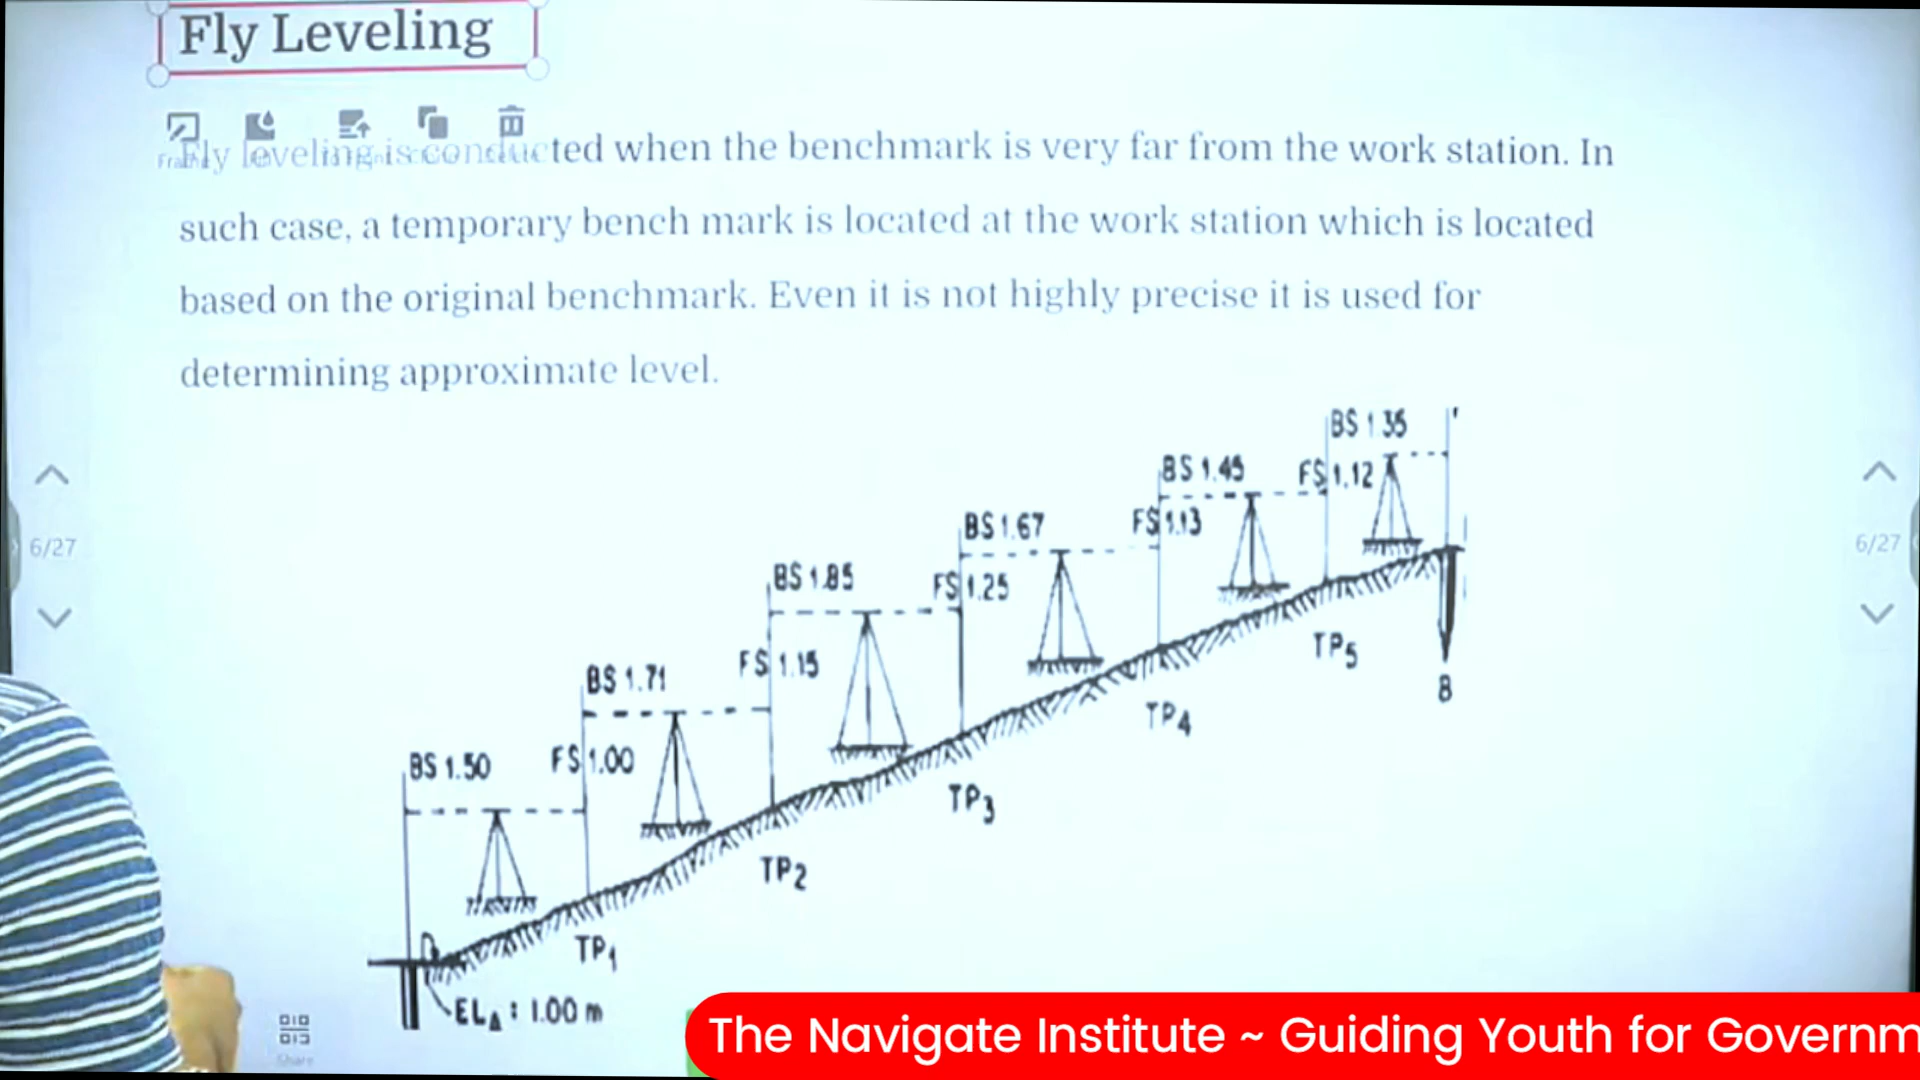 Fly Leveling
Fly leveling is conducted when the benchmark is very far from the work station. In
such case, a temporary bench mark is located at the work station which is located
based on the original benchmark. Even it is not highly precise it is used for
determining approximate level.
BS 1.35
BS 1.45 FS 1.12
BS 1.67 FS 1.13
BS 1.85 FS 1.25
BS 1.71 FS 1.15
BS 1.50 FS 1.00
6/27
6/27
TP5
B
TP4
TP3
TP2
TP1
ELA : 1.00 m
Share
The Navigate Institute ~ Guiding Youth for Governm